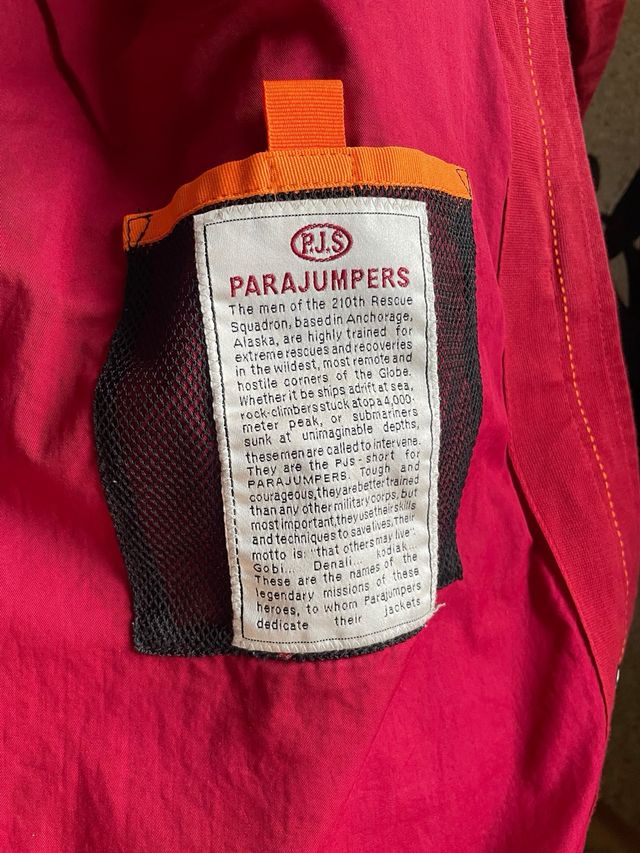 P.J.S
PARAJUMPERS
The men of the 210th Rescue
Squadron, based in Anchorage,
Alaska, are highly trained for
extreme rescues and recoveries
in the wildest, most remote and
hostile corners of the Globe.
Whether it be ships adrift at sea,
rock-climbers stuck atop a 4,000-
meter peak, or submariners
sunk at unimaginable depths,
these men are called to intervene.
They are the PJs - short for
PARAJUMPERS. Tough and
courageous, they are better trained
than any other military corps, but
most important, they use their skills
and techniques to save lives. Their
motto is: "that others may live".
Gobi... Denali... kodiak...
These are the names of the
legendary missions of these
heroes, to whom Parajumpers
dedicate their jackets